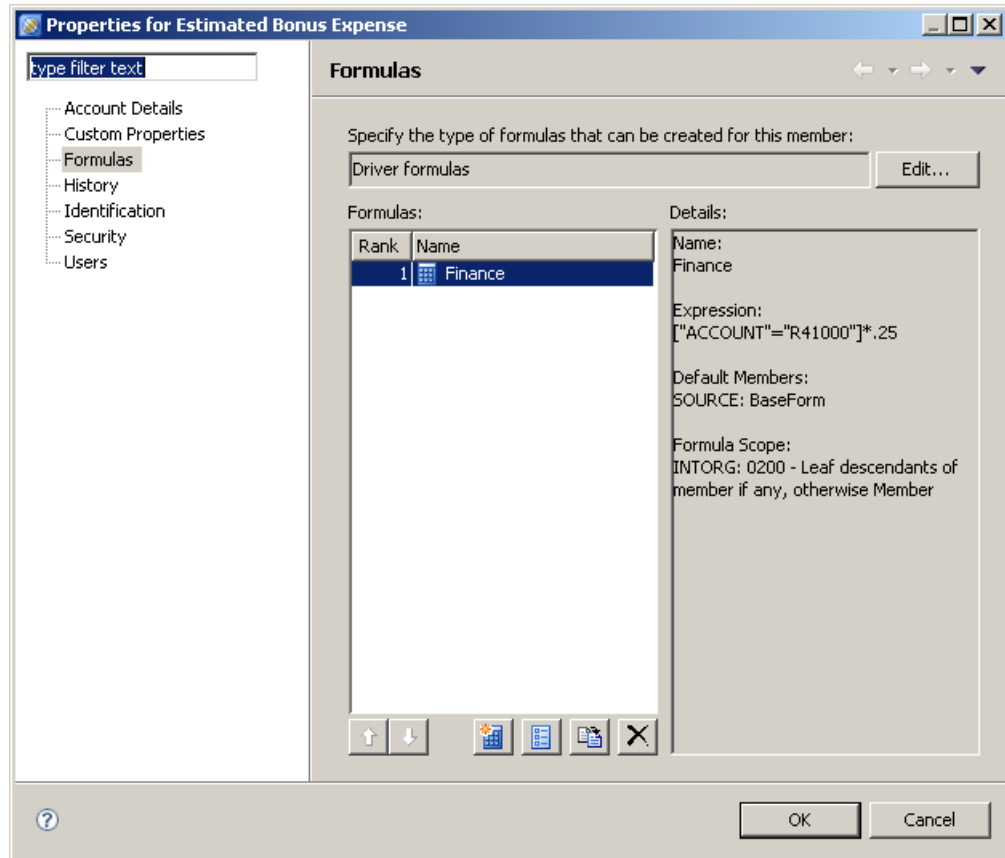 Properties for Estimated Bonus Expense
type filter text
Account Details
Custom Properties
Formulas
History
Identification
Security
Users
Formulas
Specify the type of formulas that can be created for this member:
Driver formulas
Edit...
Formulas:
Rank Name
1 Finance
Details:
Name:
Finance
Expression:
["ACCOUNT"="R41000"]*.25
Default Members:
SOURCE: BaseForm
Formula Scope:
INTORG: 0200 - Leaf descendants of
member if any, otherwise Member
OK
Cancel